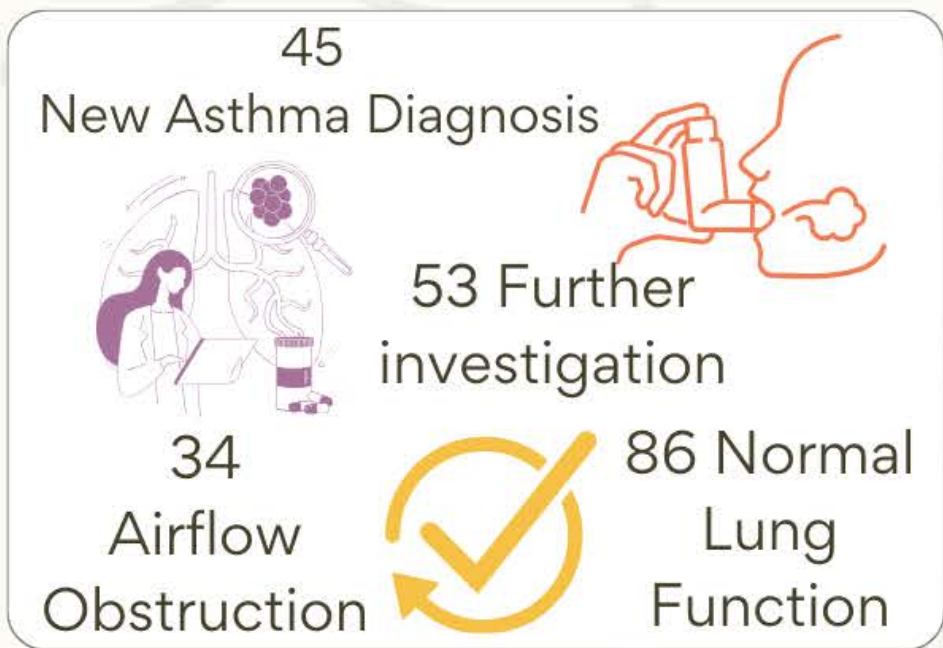 45
New Asthma Diagnosis
53 Further
investigation
34
Airflow
Obstruction
86 Normal
Lung
Function